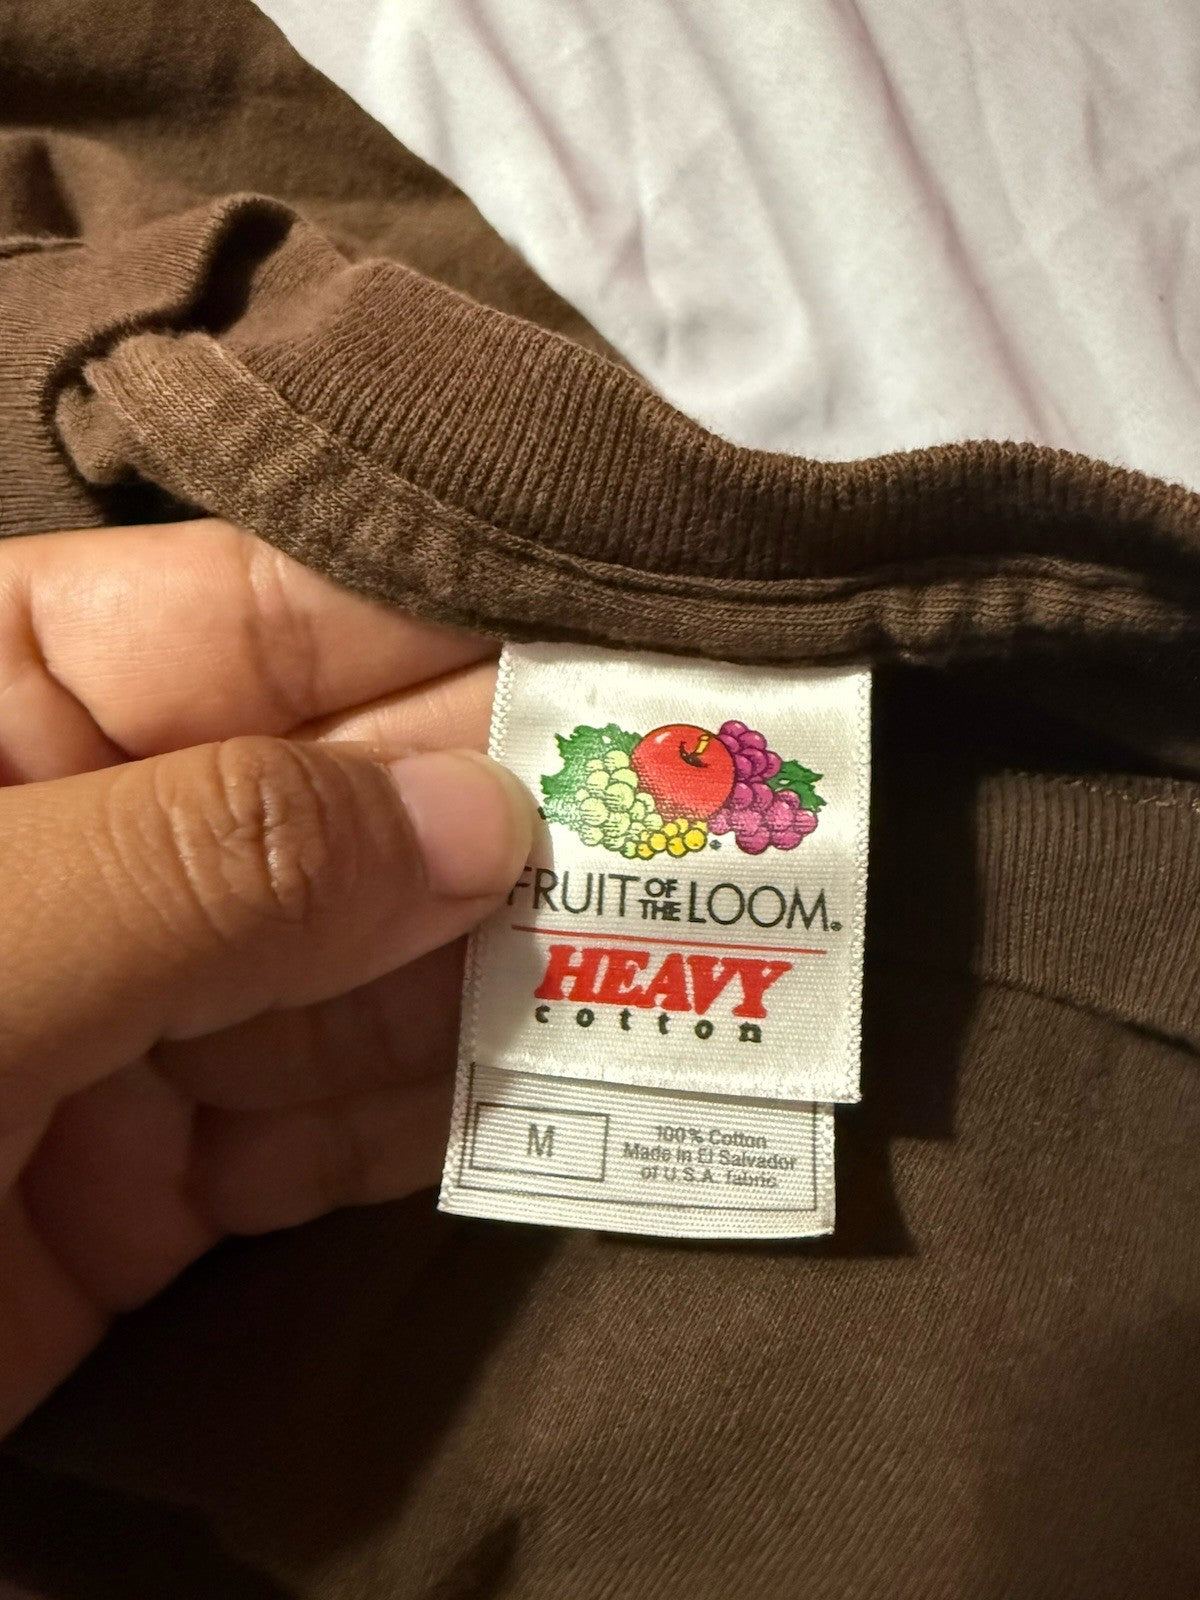 FRUIT OF THE LOOM®
HEAVY
cotton
M
100% Cotton
Made in El Salvador
of U.S.A. fabric